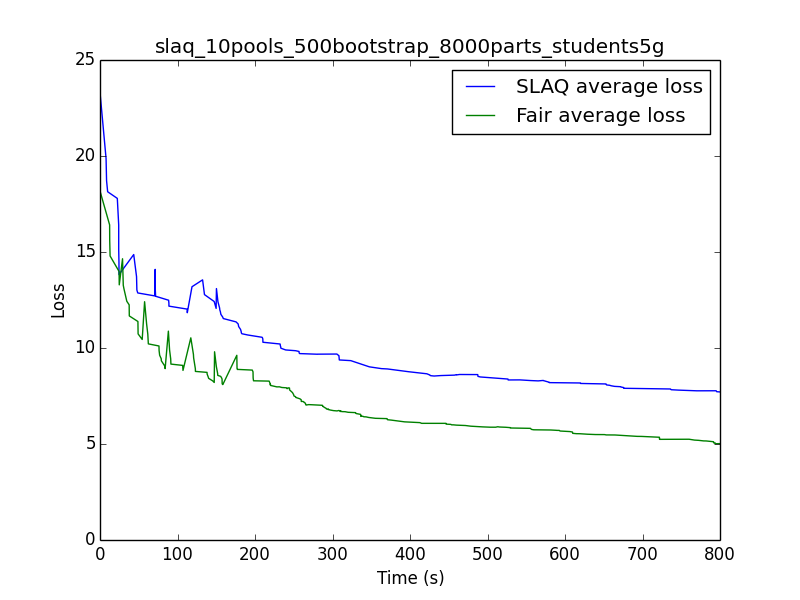 slaq_10pools_500bootstrap_8000parts_students5g
SLAQ average loss
Fair average loss
25
20
15
10
5
0
Loss
0 100 200 300 400 500 600 700 800
Time (s)